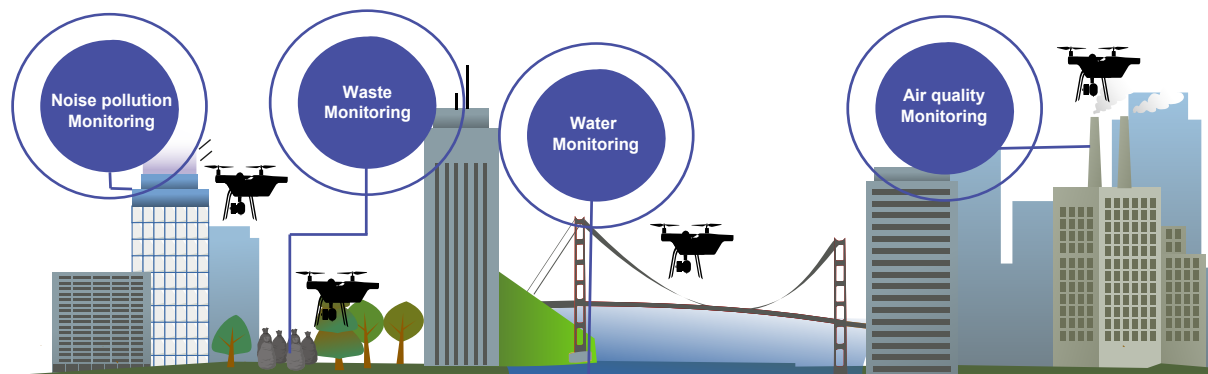 Noise pollution
Monitoring
Waste
Monitoring
Water
Monitoring
Air quality
Monitoring